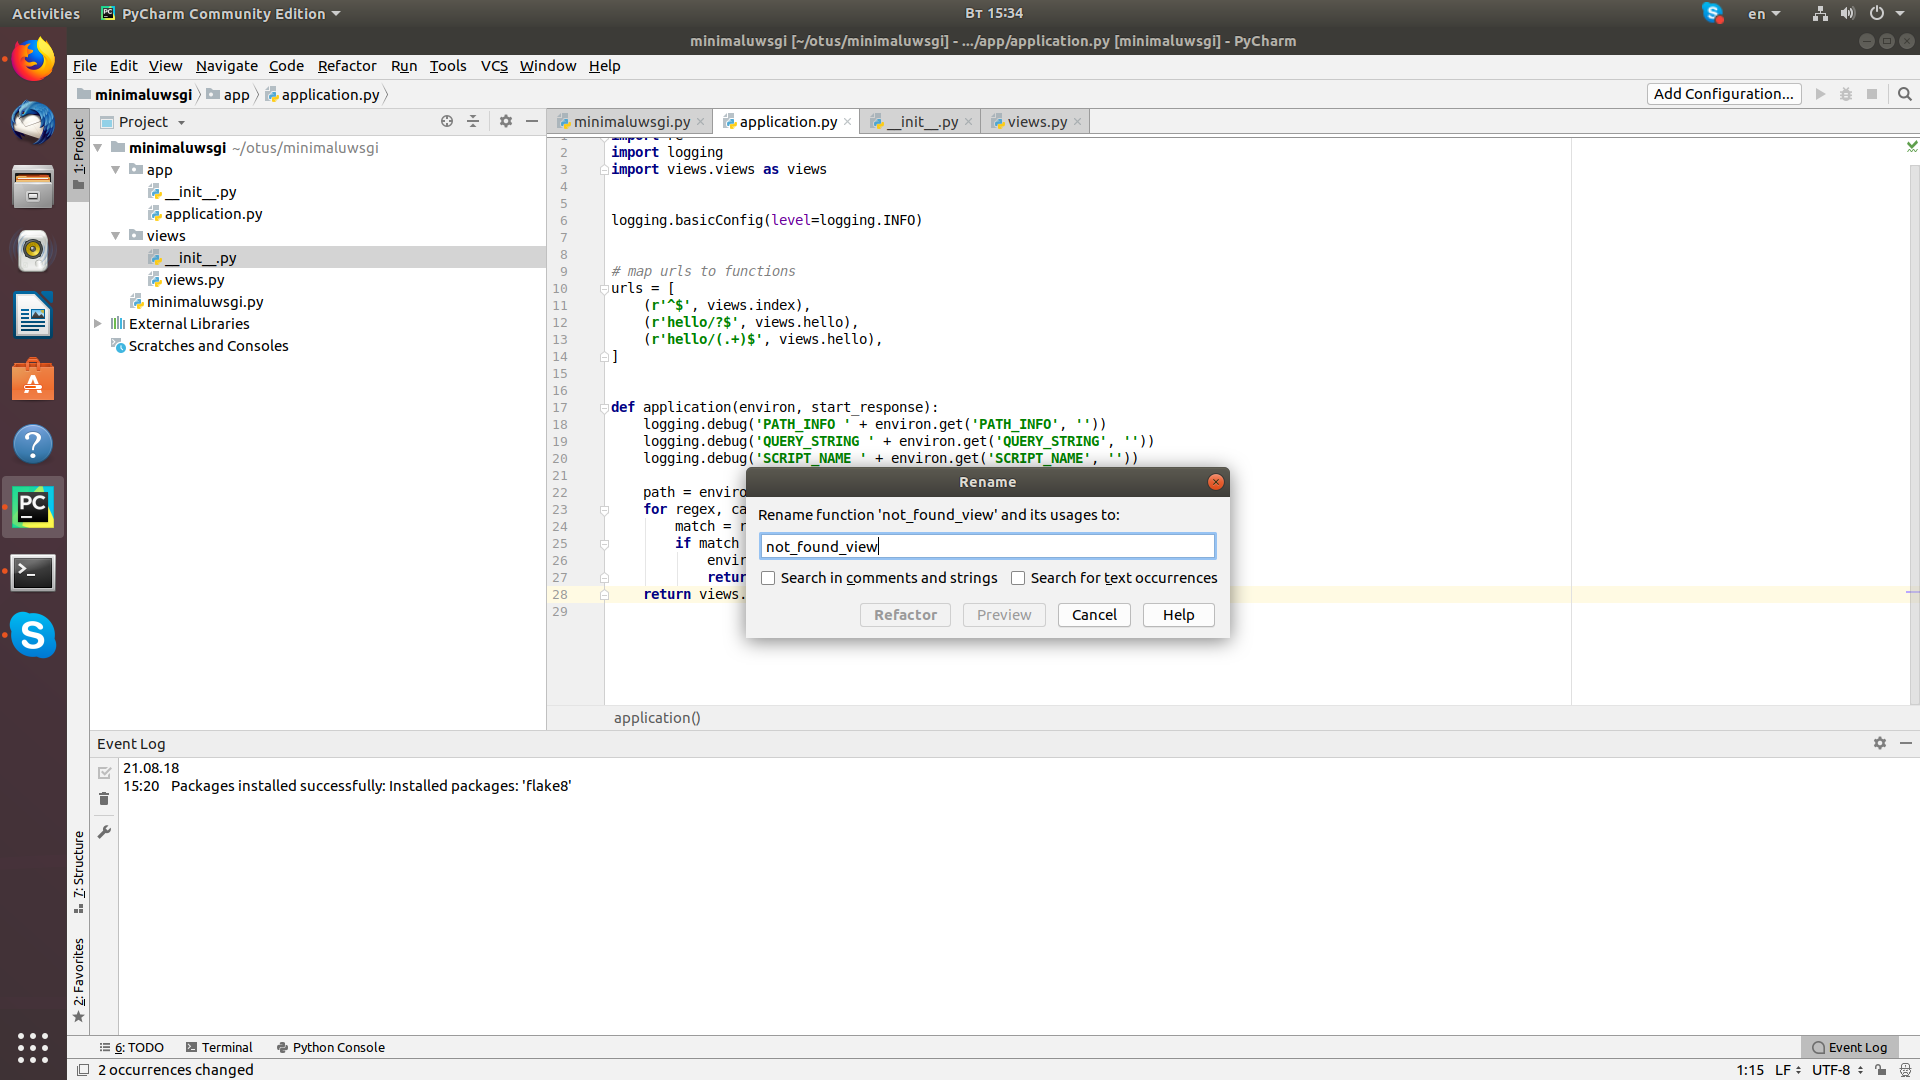 Activities
PyCharm Community Edition
Вт 15:34
en
minimaluwsgi [~/otus/minimaluwsgi] - .../app/application.py [minimaluwsgi] - PyCharm
File Edit View Navigate Code Refactor Run Tools VCS Window Help
minimaluwsgi app application.py
Add Configuration...
1: Project
Project
minimaluwsgi ~/otus/minimaluwsgi
app
__init__.py
application.py
views
__init__.py
views.py
minimaluwsgi.py
External Libraries
Scratches and Consoles
minimaluwsgi.py application.py __init__.py views.py
2 import logging
3 import views.views as views
4
5
6 logging.basicConfig(level=logging.INFO)
7
8
9 # map urls to functions
10 urls = [
11 (r'^$', views.index),
12 (r'hello/?$', views.hello),
13 (r'hello/(.+)$', views.hello),
14 ]
15
16
17 def application(environ, start_response):
18 logging.debug('PATH_INFO ' + environ.get('PATH_INFO', ''))
19 logging.debug('QUERY_STRING ' + environ.get('QUERY_STRING', ''))
20 logging.debug('SCRIPT_NAME ' + environ.get('SCRIPT_NAME', ''))
21
22 path = enviro
23 for regex, ca
24 match = r
25 if match
26 envir
27 retur
28 return views.
29
Rename
Rename function 'not_found_view' and its usages to:
not_found_view
Search in comments and strings Search for text occurrences
Refactor Preview Cancel Help
application()
Event Log
21.08.18
15:20 Packages installed successfully: Installed packages: 'flake8'
7: Structure
2: Favorites
6: TODO Terminal Python Console
Event Log
2 occurrences changed
1:15 LF UTF-8